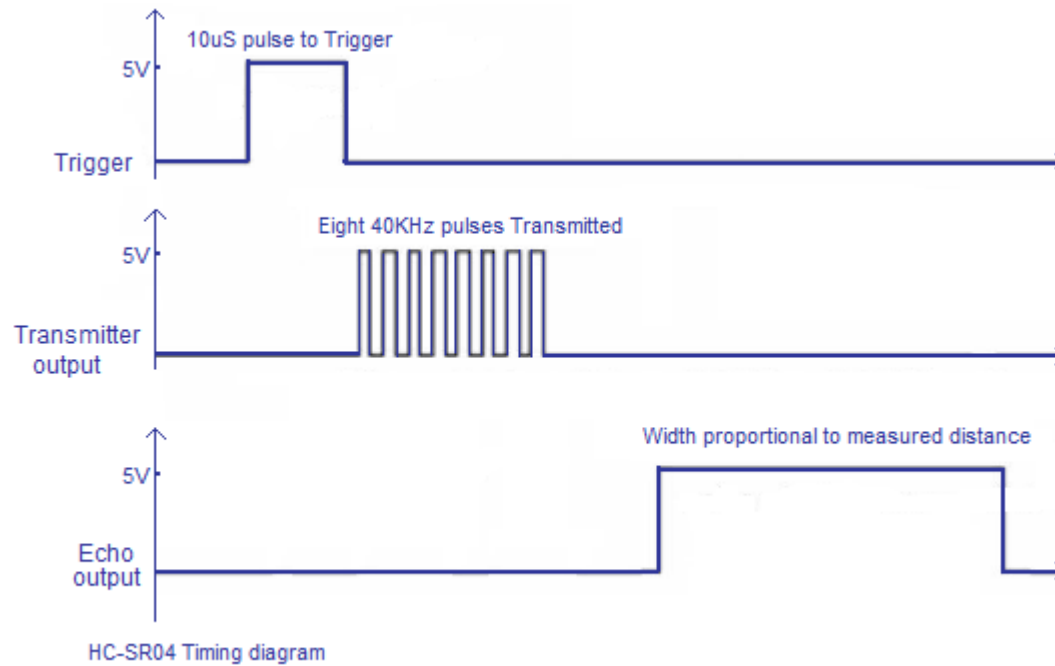 10uS pulse to Trigger
5V
Trigger
Eight 40KHz pulses Transmitted
5V
Transmitter
output
Width proportional to measured distance
5V
Echo
output
HC-SR04 Timing diagram